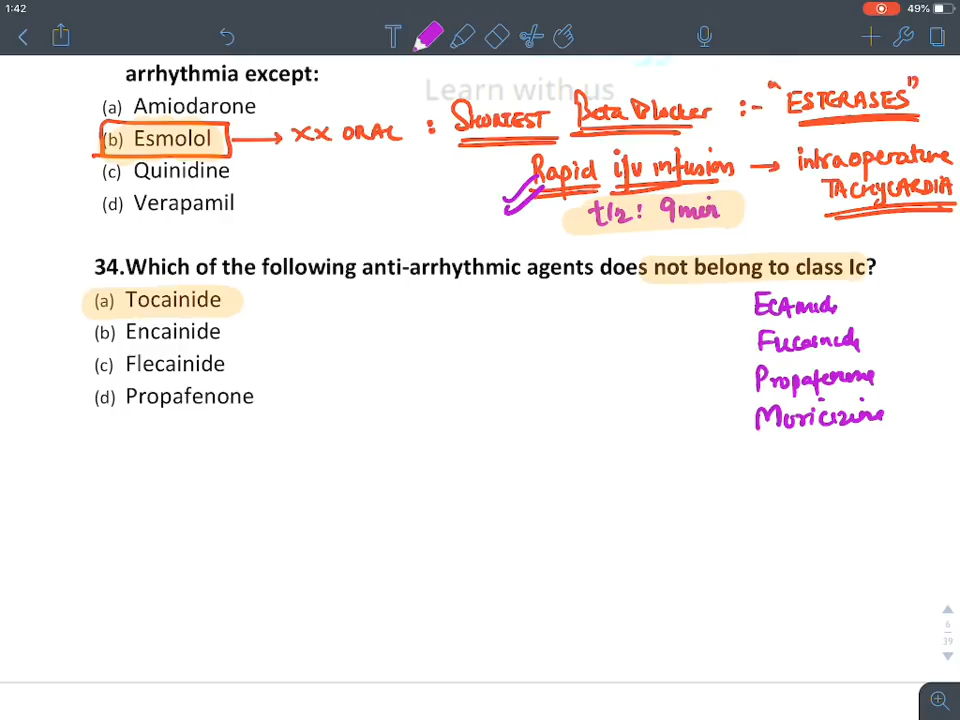 1:42
49%
T
Learn with us
arrhythmia except:
(a) Amiodarone
(b) Esmolol → XX ORAL : SHORTEST Beta Blocker :- "ESTERASES"
Rapid i/v infusion → intraoperative TACHYCARDIA
t1/2: 9min
(c) Quinidine
(d) Verapamil
34.Which of the following anti-arrhythmic agents does not belong to class Ic?
(a) Tocainide
(b) Encainide
(c) Flecainide
(d) Propafenone
Propafenone
Moricizine
6
39